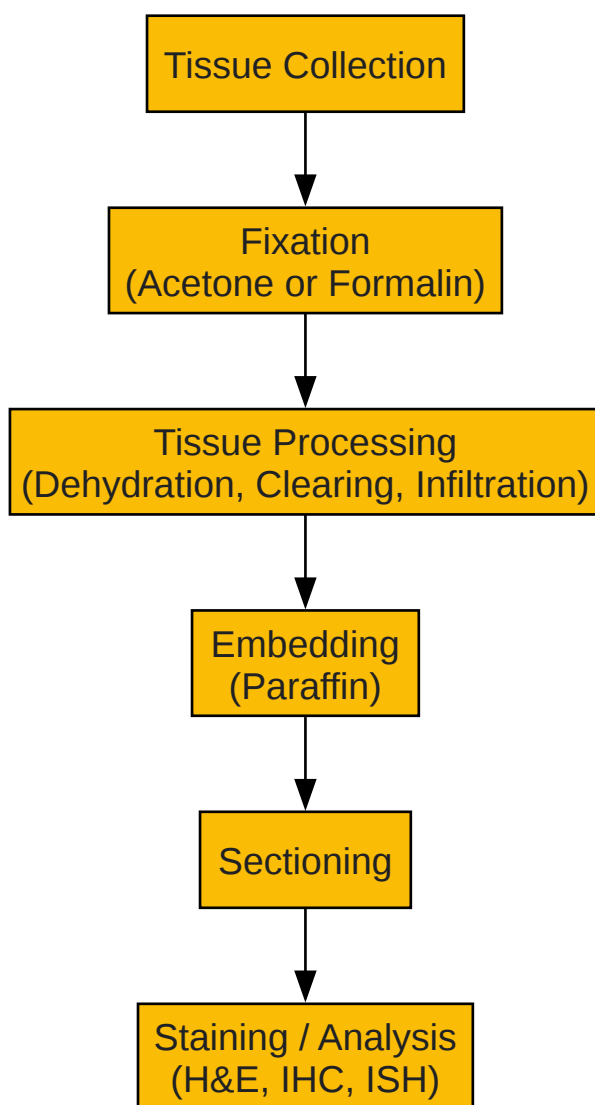 Tissue Collection
Fixation
(Acetone or Formalin)
Tissue Processing
(Dehydration, Clearing, Infiltration)
Embedding
(Paraffin)
Sectioning
Staining / Analysis
(H&E, IHC, ISH)